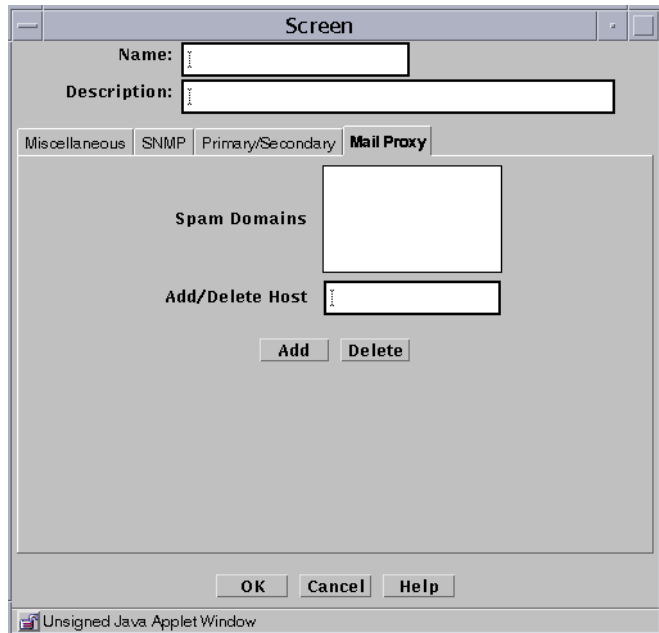 Screen
Name:
Description:
Miscellaneous SNMP Primary/Secondary Mail Proxy
Spam Domains
Add/Delete Host
Add Delete
OK Cancel Help
Unsigned Java Applet Window